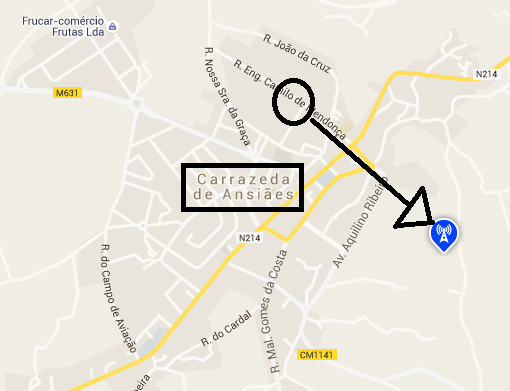 Frucar-comércio
Frutas Lda
R. João da Cruz
N214
R. Eng. Camilo de Mendonça
R. Nossa Sra. da Graça
M631
Carrazeda
de Ansiães
Av. Aquilino Ribeiro
N214
R. do Campo de Aviação
R. Mal. Gomes da Costa
R. do Cardal
CM1141